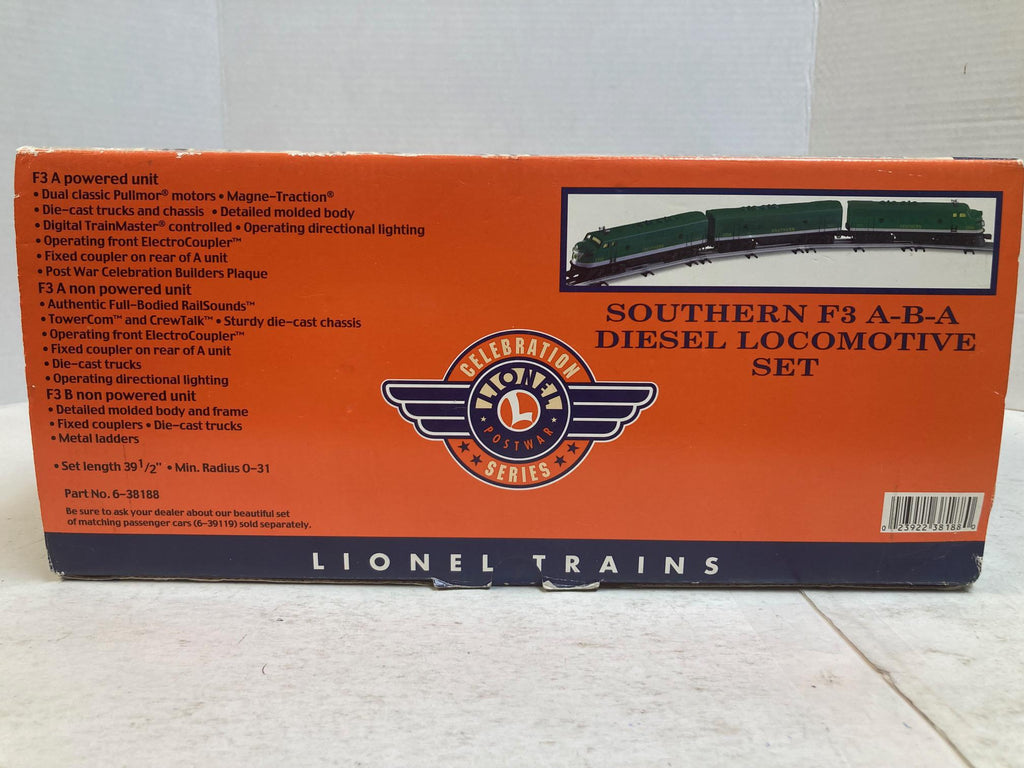 F3 A powered unit
• Dual classic Pullmor® motors • Magne-Traction®
• Die-cast trucks and chassis • Detailed molded body
• Digital TrainMaster® controlled • Operating directional lighting
• Operating front ElectroCoupler™
• Fixed coupler on rear of A unit
• Post War Celebration Builders Plaque
F3 A non powered unit
• Authentic Full-Bodied RailSounds™
• TowerCom™ and CrewTalk™ • Sturdy die-cast chassis
• Operating front ElectroCoupler™
• Fixed coupler on rear of A unit
• Die-cast trucks
• Operating directional lighting
F3 B non powered unit
• Detailed molded body and frame
• Fixed couplers • Die-cast trucks
• Metal ladders
• Set length 39 1/2" • Min. Radius O-31
Part No. 6-38188
Be sure to ask your dealer about our beautiful set
of matching passenger cars (6-39119) sold separately.
CELEBRATION
LIONEL
L
POSTWAR
SERIES
SOUTHERN
SOUTHERN F3 A-B-A
DIESEL LOCOMOTIVE
SET
0 23922 38188 0
LIONEL TRAINS